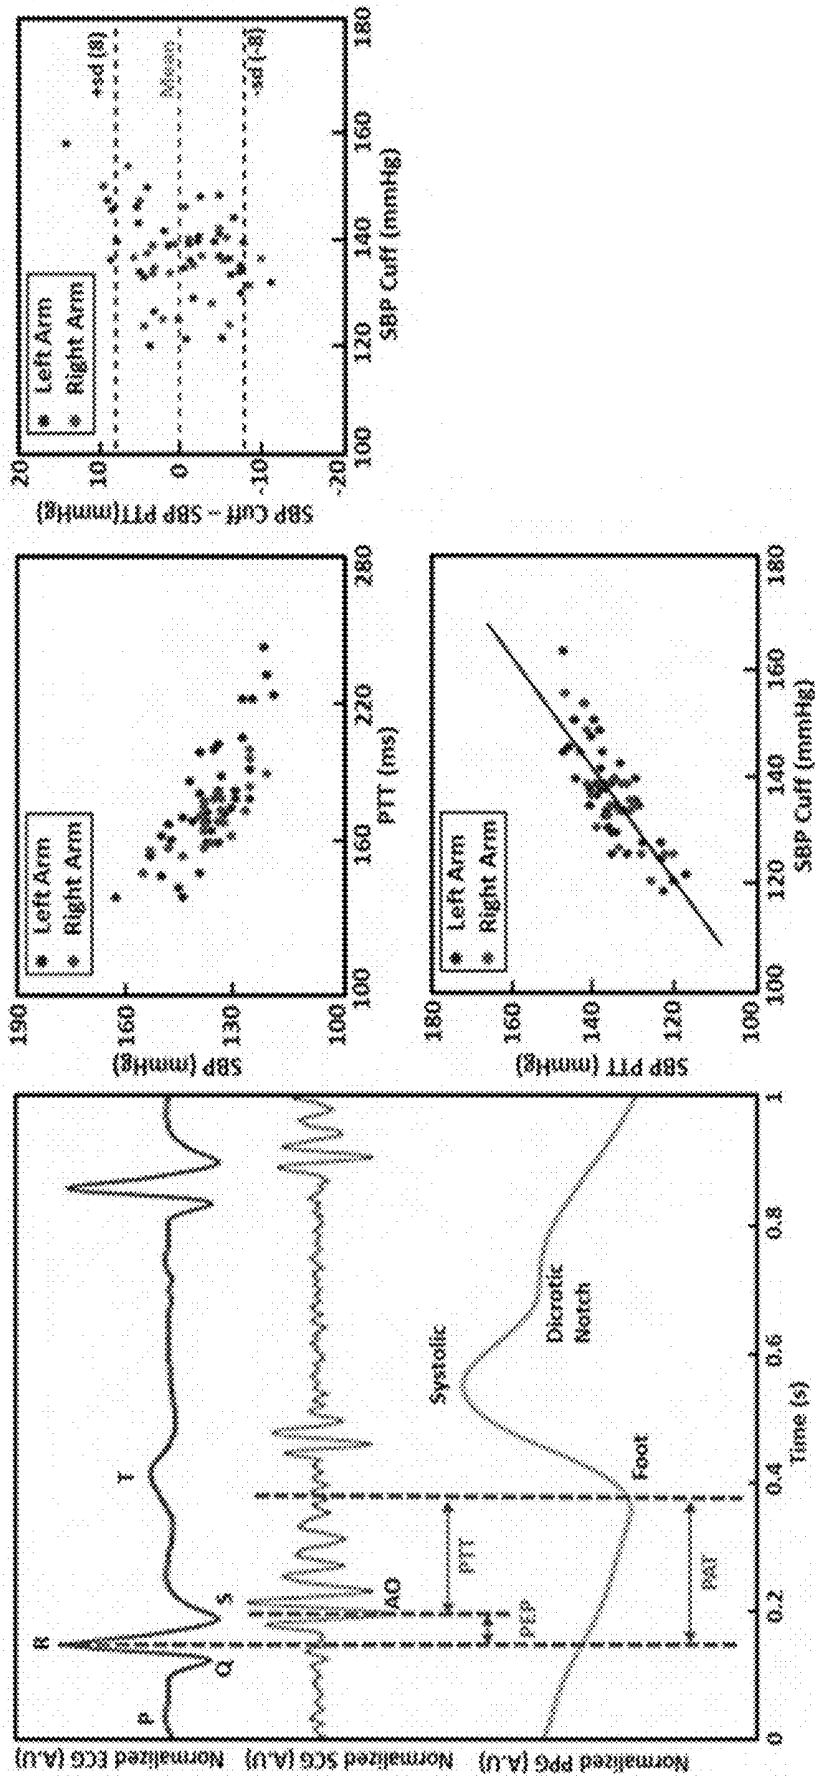 Normalized ECG (A.U)
Normalized SCG (A.U)
Normalized PPG (A.U)
P
R
Q
S
T
AO
PEP
PTT
PAT
Foot
Systolic
Dicrotic
Notch
0
0.2
0.4
0.6
0.8
1
Time (s)
SBP (mmHg)
190
160
130
100
Left Arm
Right Arm
100
160
220
280
PTT (ms)
SBP PTT (mmHg)
180
160
140
120
100
Left Arm
Right Arm
100
120
140
160
180
SBP Cuff (mmHg)
SBP Cuff – SBP PTT(mmHg)
20
10
0
-10
-20
Left Arm
Right Arm
+sd (8)
Mean
-sd (-8)
100
120
140
160
180
SBP Cuff (mmHg)